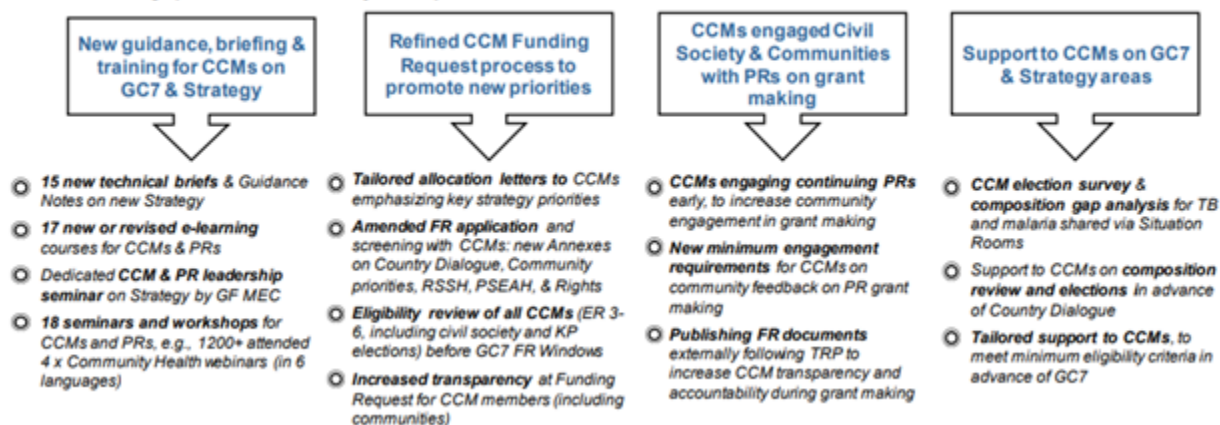 New guidance, briefing &
training for CCMs on
GC7 & Strategy
15 new technical briefs & Guidance
Notes on new Strategy
17 new or revised e-learning
courses for CCMs & PRs
Dedicated CCM & PR leadership
seminar on Strategy by GF MEC
18 seminars and workshops for
CCMs and PRs, e.g., 1200+ attended
4 x Community Health webinars (in 6
languages)
Refined CCM Funding
Request process to
promote new priorities
Tailored allocation letters to CCMs
emphasizing key strategy priorities
Amended FR application and
screening with CCMs: new Annexes
on Country Dialogue, Community
priorities, RSSH, PSEAH, & Rights
Eligibility review of all CCMs (ER 3-
6, including civil society and KP
elections) before GC7 FR Windows
Increased transparency at Funding
Request for CCM members (including
communities)
CCMs engaged Civil
Society & Communities
with PRs on grant
making
CCMs engaging continuing PRs
early, to increase community
engagement in grant making
New minimum engagement
requirements for CCMs on
community feedback on PR grant
making
Publishing FR documents
externally following TRP to
increase CCM transparency and
accountability during grant making
Support to CCMs on GC7
& Strategy areas
CCM election survey &
composition gap analysis for TB
and malaria shared via Situation
Rooms
Support to CCMs on composition
review and elections in advance
of Country Dialogue
Tailored support to CCMs, to
meet minimum eligibility criteria in
advance of GC7